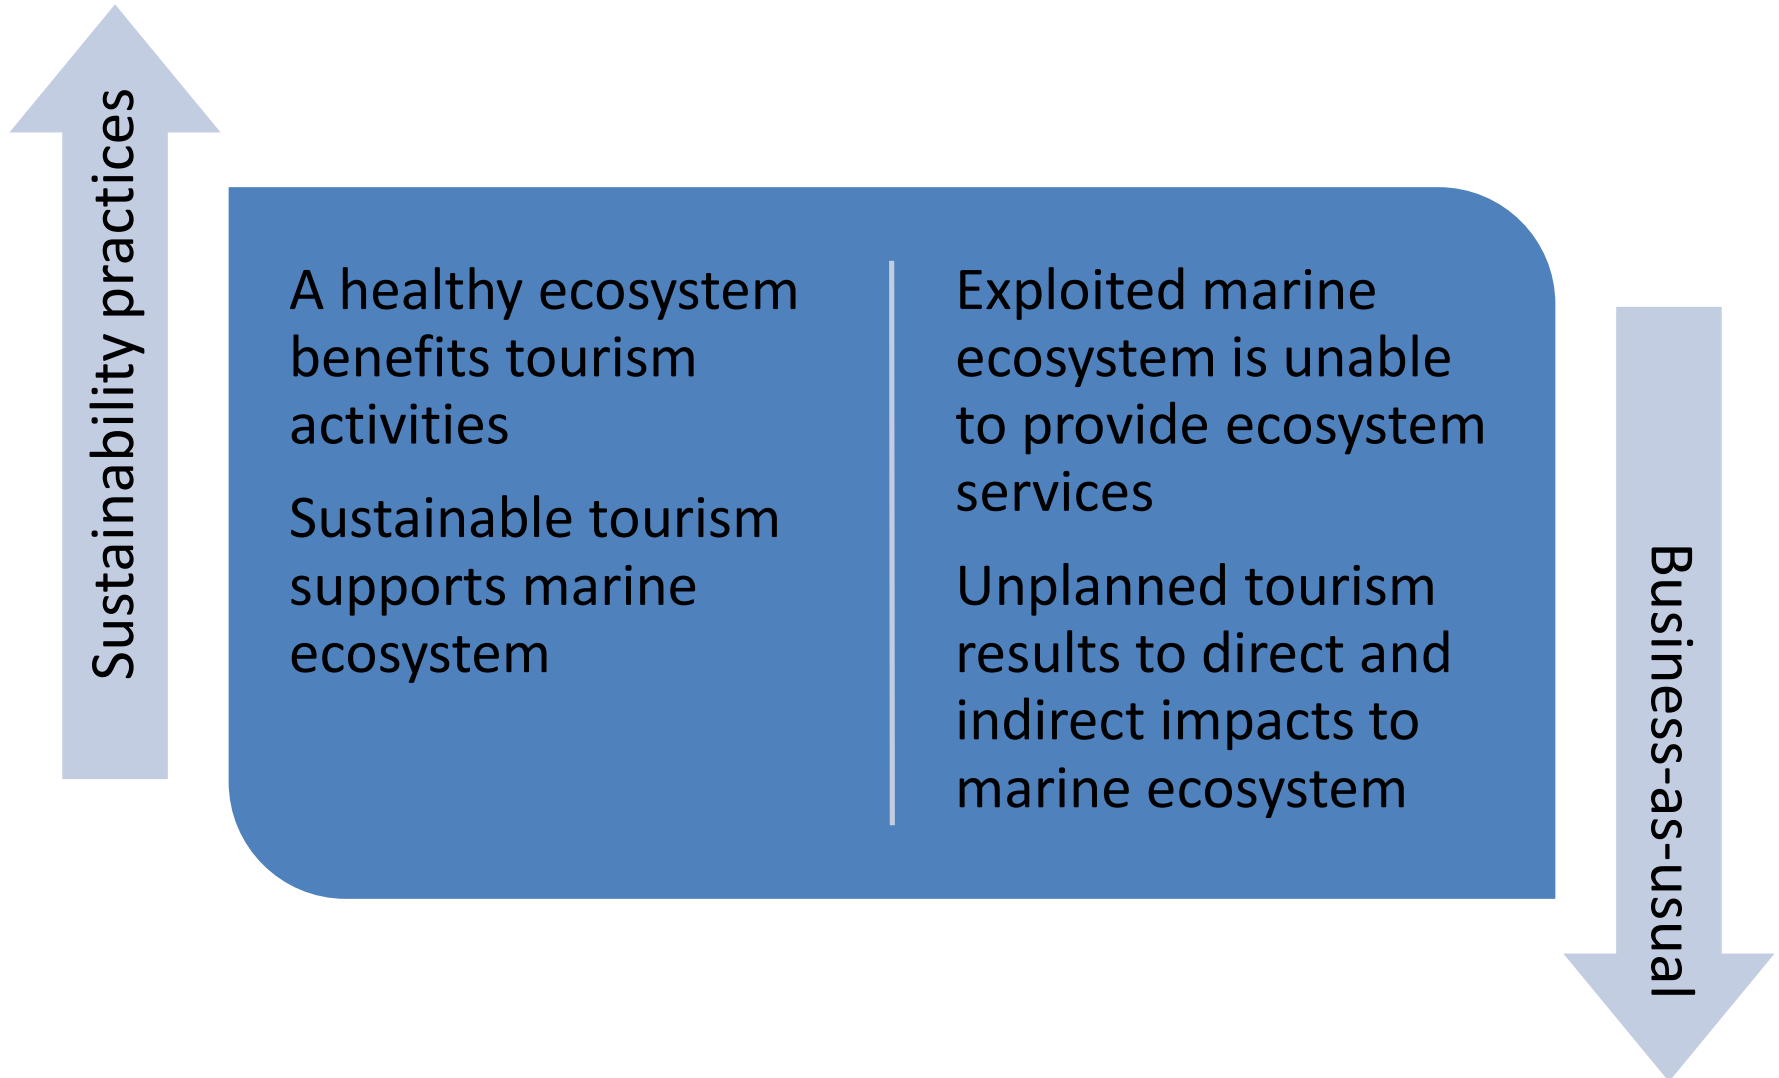 Sustainability practices
A healthy ecosystem
benefits tourism
activities
Sustainable tourism
supports marine
ecosystem
Exploited marine
ecosystem is unable
to provide ecosystem
services
Unplanned tourism
results to direct and
indirect impacts to
marine ecosystem
Business-as-usual